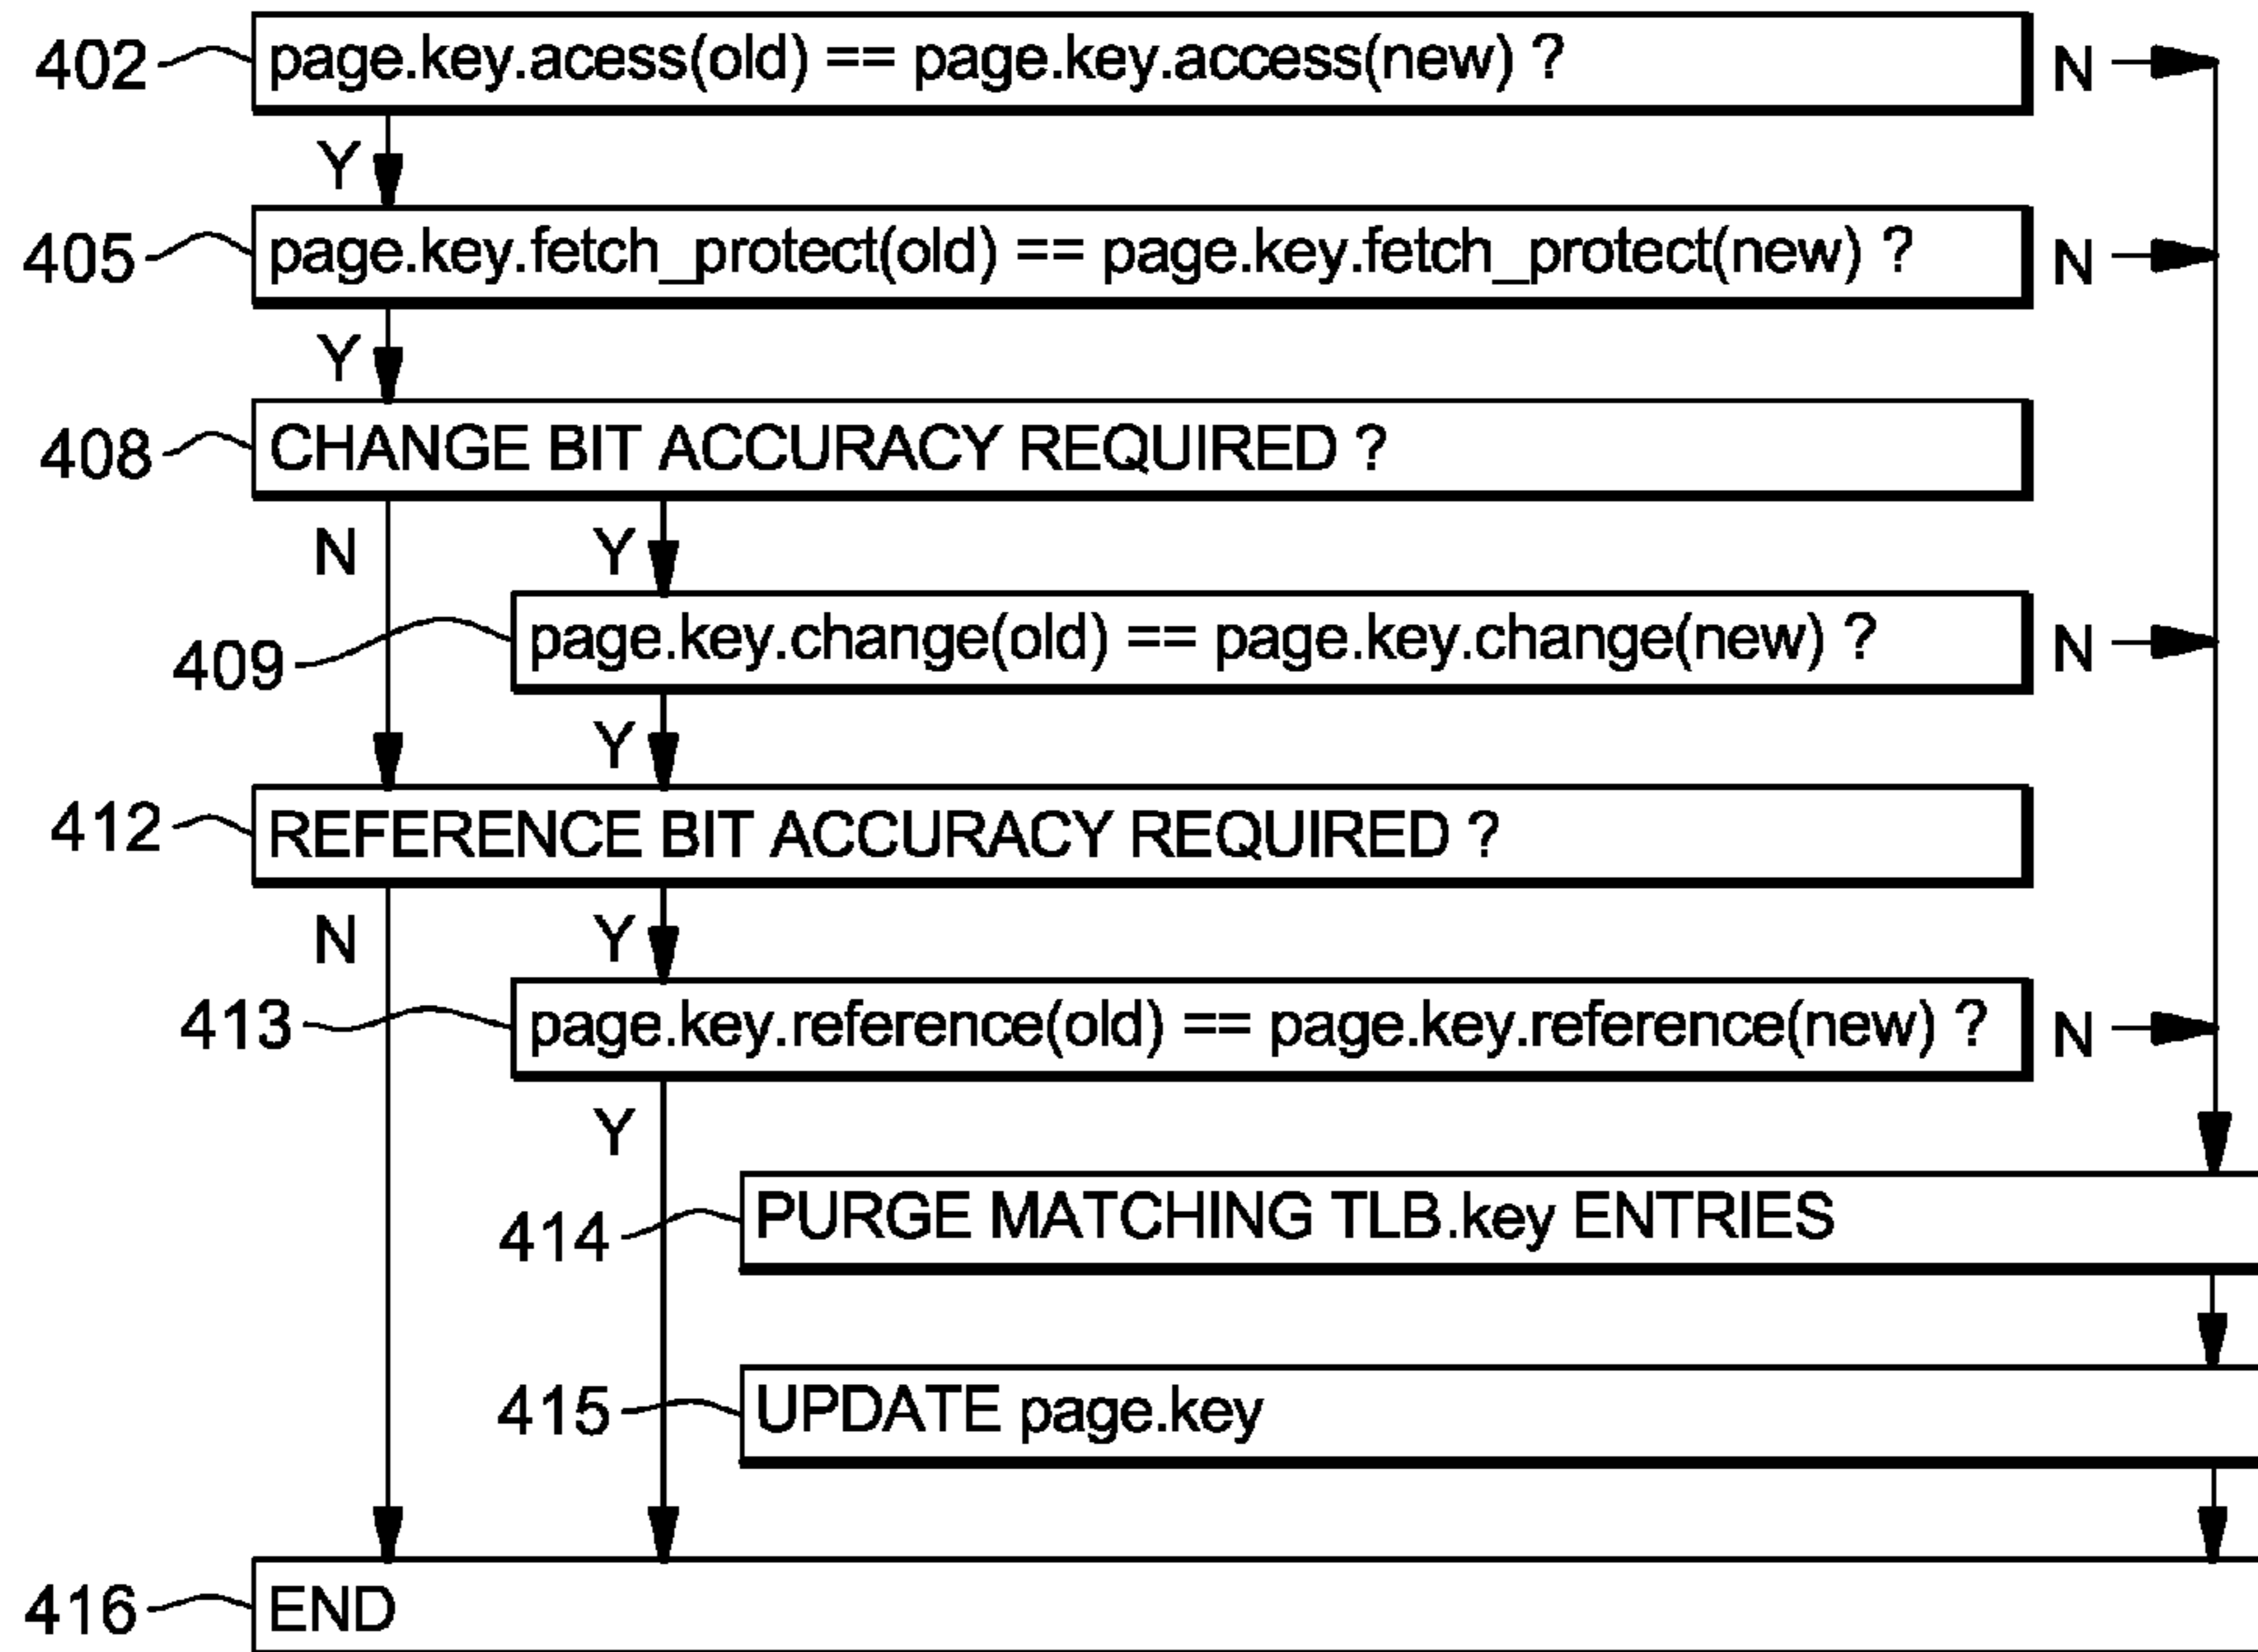 402 page.key.acess(old) == page.key.access(new) ? N
Y
405 page.key.fetch_protect(old) == page.key.fetch_protect(new) ? N
Y
408 CHANGE BIT ACCURACY REQUIRED ?
N Y
409 page.key.change(old) == page.key.change(new) ? N
Y
412 REFERENCE BIT ACCURACY REQUIRED ?
N Y
413 page.key.reference(old) == page.key.reference(new) ? N
Y
414 PURGE MATCHING TLB.key ENTRIES
415 UPDATE page.key
416 END